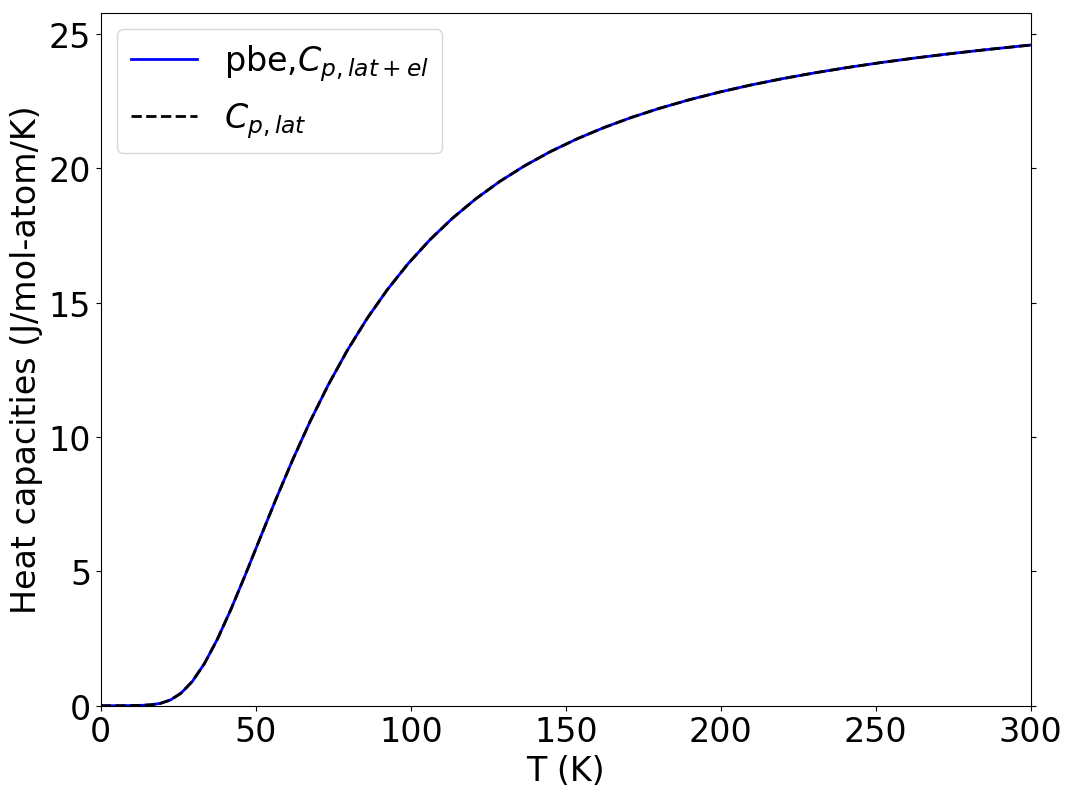 25
20
15
10
5
0
0 50 100 150 200 250 300
T (K)
Heat capacities (J/mol-atom/K)
pbe,C_{p, lat+el}
C_{p, lat}